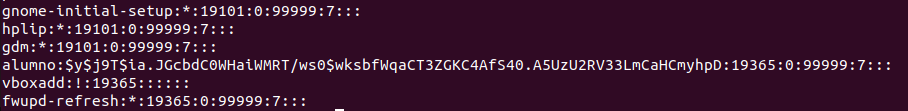 gnome-initial-setup:*:19101:0:99999:7:::
hplip:*:19101:0:99999:7:::
gdm:*:19101:0:99999:7:::
alumno:$y$j9T$ia.JGcbdC0WHaiWMRT/ws0$wksbfWqaCT3ZGKC4AfS40.A5UzU2RV33LmCaHCmyhpD:19365:0:99999:7:::
vboxadd:!:19365::::::
fwupd-refresh:*:19365:0:99999:7:::